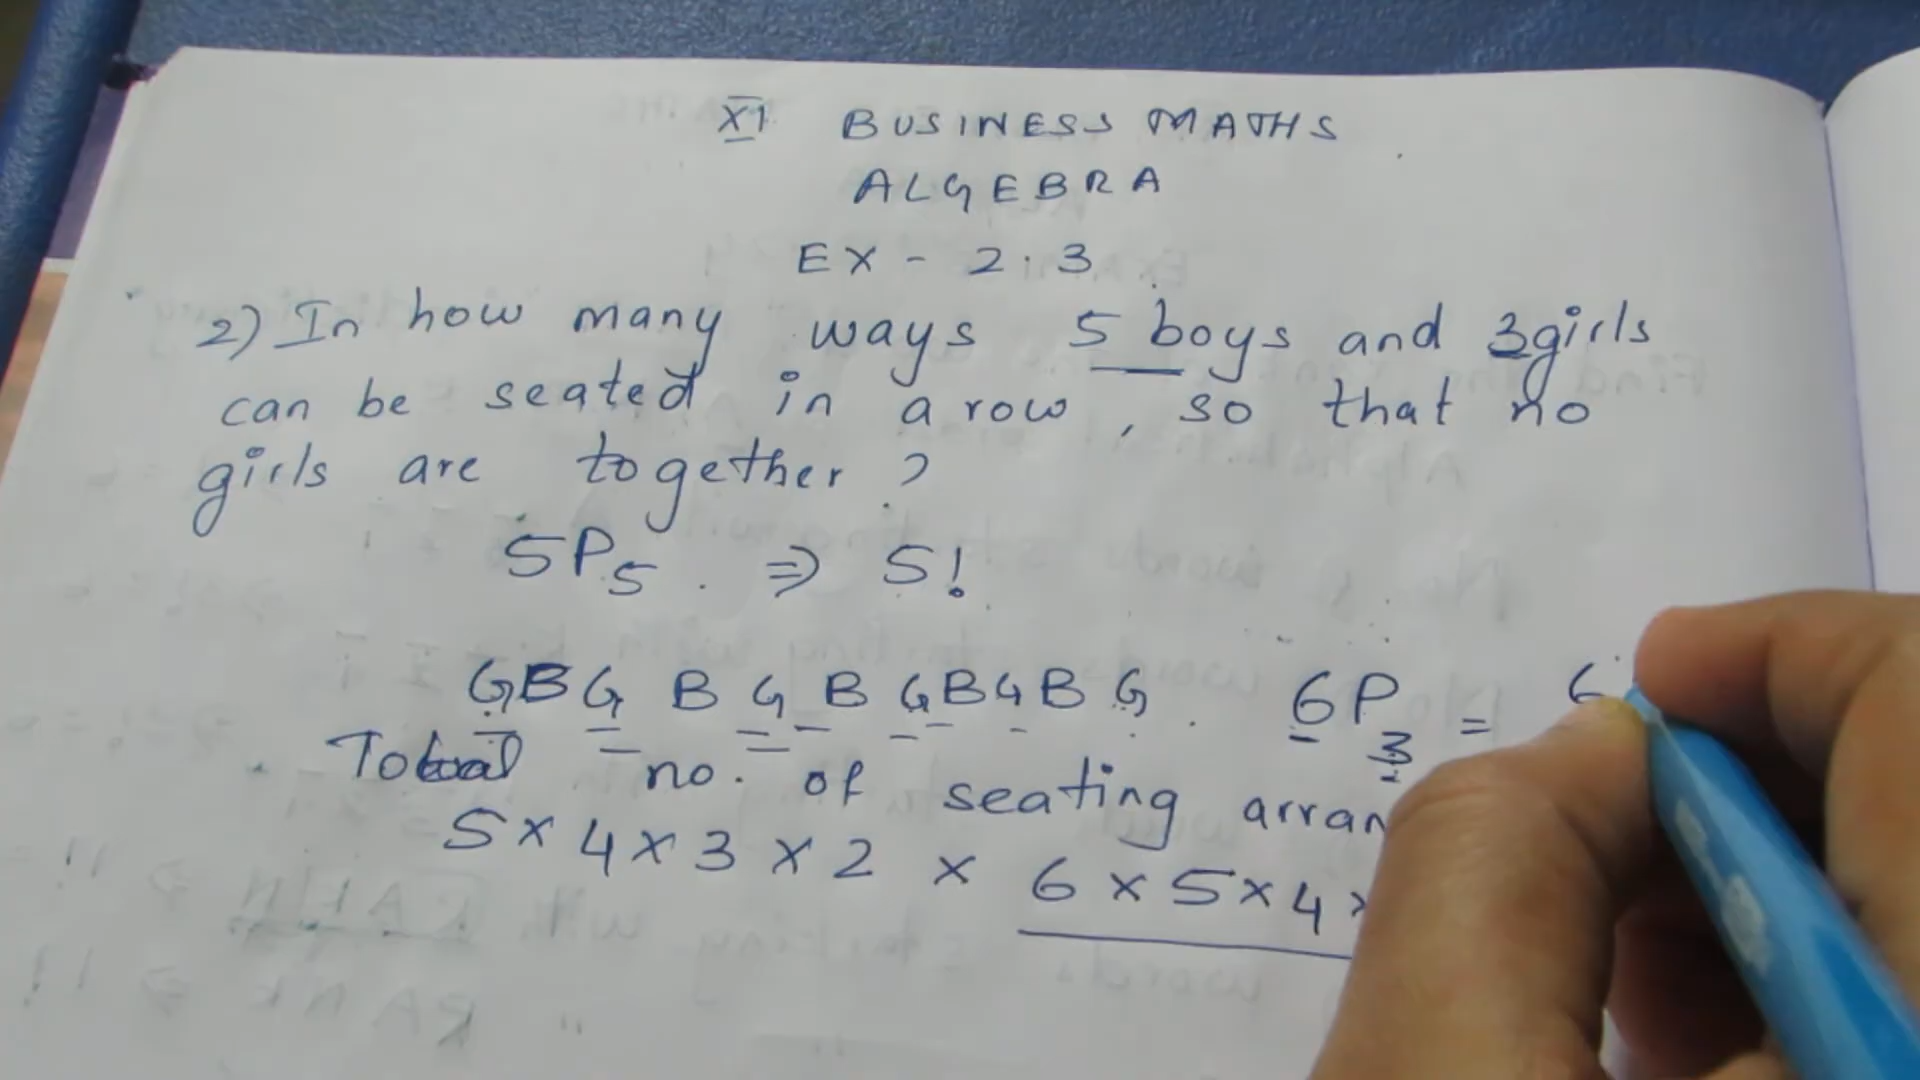 XI BUSINESS MATHS
ALGEBRA
EX - 2.3
2) In how many ways 5 boys and 3 girls
can be seated in a row, so that no
girls are together?
5P5 . ⇒ 5!
G B G B G B G B G B G . 6P3 = 6
Total no. of seating arran
5 × 4 × 3 × 2 × 6 × 5 × 4 ×